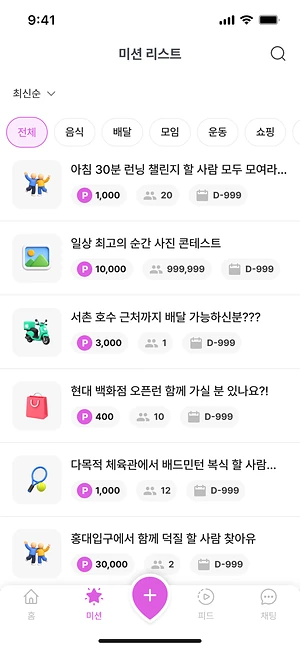 9:41
미션 리스트
최신순
전체 음식 배달 모임 운동 쇼핑
아침 30분 런닝 챌린지 할 사람 모두 모여라...
P 1,000 20 D-999
일상 최고의 순간 사진 콘테스트
P 10,000 999,999 D-999
서촌 호수 근처까지 배달 가능하신분???
P 3,000 1 D-999
현대 백화점 오픈런 함께 가실 분 있나요?!
P 400 10 D-999
다목적 체육관에서 배드민턴 복식 할 사람...
P 1,000 12 D-999
홍대입구에서 함께 덕질 할 사람 찾아유
P 30,000 2 D-999
홈 미션 피드 채팅